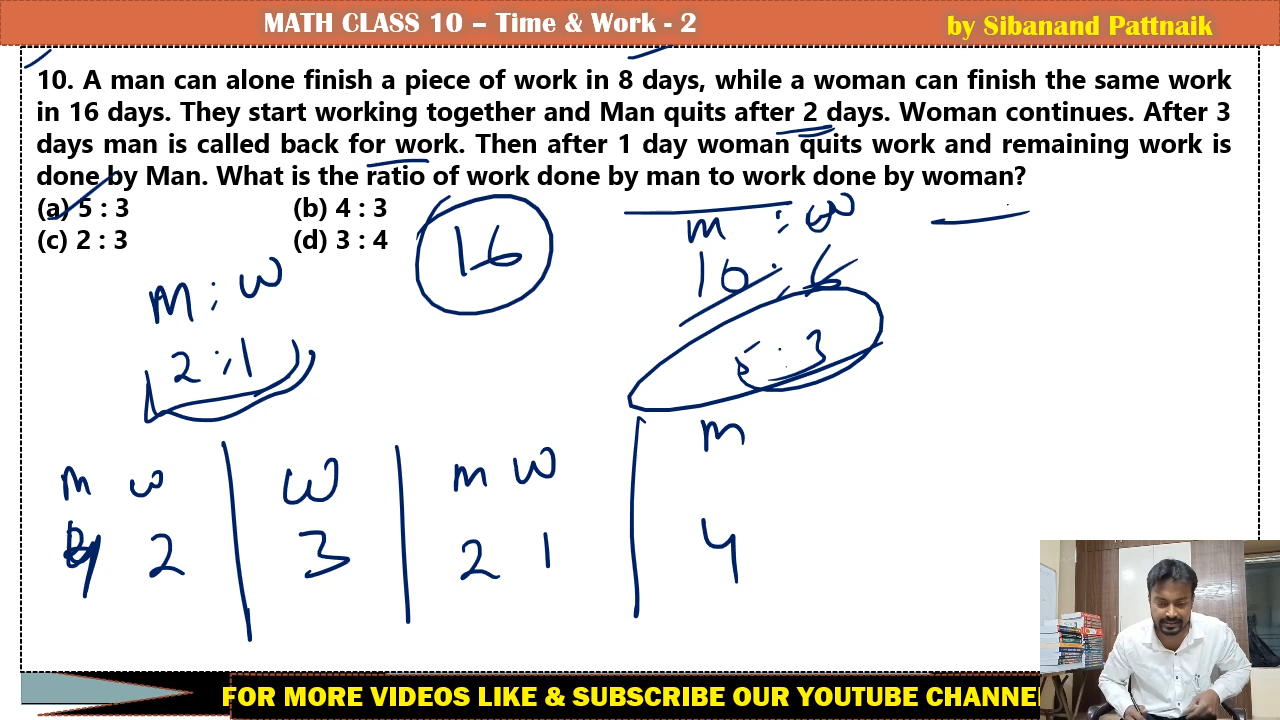 MATH CLASS 10 – Time & Work - 2
by Sibanand Pattnaik
10. A man can alone finish a piece of work in 8 days, while a woman can finish the same work
in 16 days. They start working together and Man quits after 2 days. Woman continues. After 3
days man is called back for work. Then after 1 day woman quits work and remaining work is
done by Man. What is the ratio of work done by man to work done by woman?
(a) 5 : 3 (b) 4 : 3
(c) 2 : 3 (d) 3 : 4
16
m : w
10 : 6
5 : 3
m : w
2 : 1
m w | w | m w | m
4 2 | 3 | 2 1 | 4
FOR MORE VIDEOS LIKE & SUBSCRIBE OUR YOUTUBE CHANNE